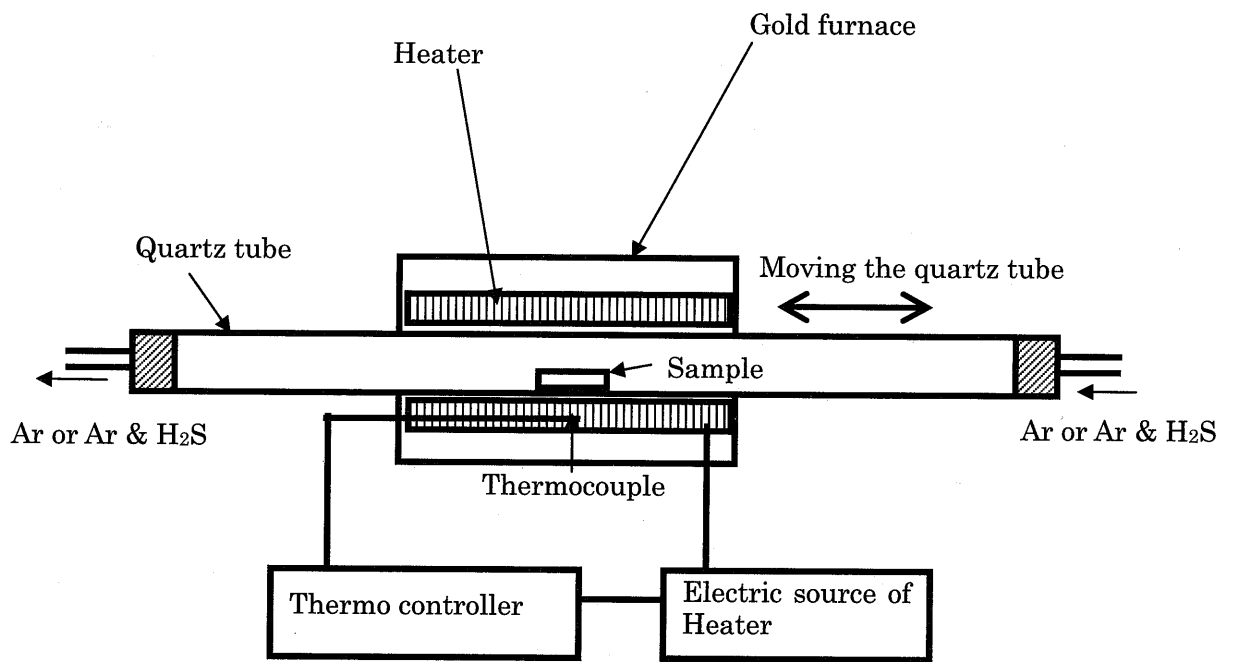 Gold furnace
Heater
Quartz tube
Moving the quartz tube
Sample
Ar or Ar & H₂S
Ar or Ar & H₂S
Thermocouple
Thermo controller
Electric source of
Heater